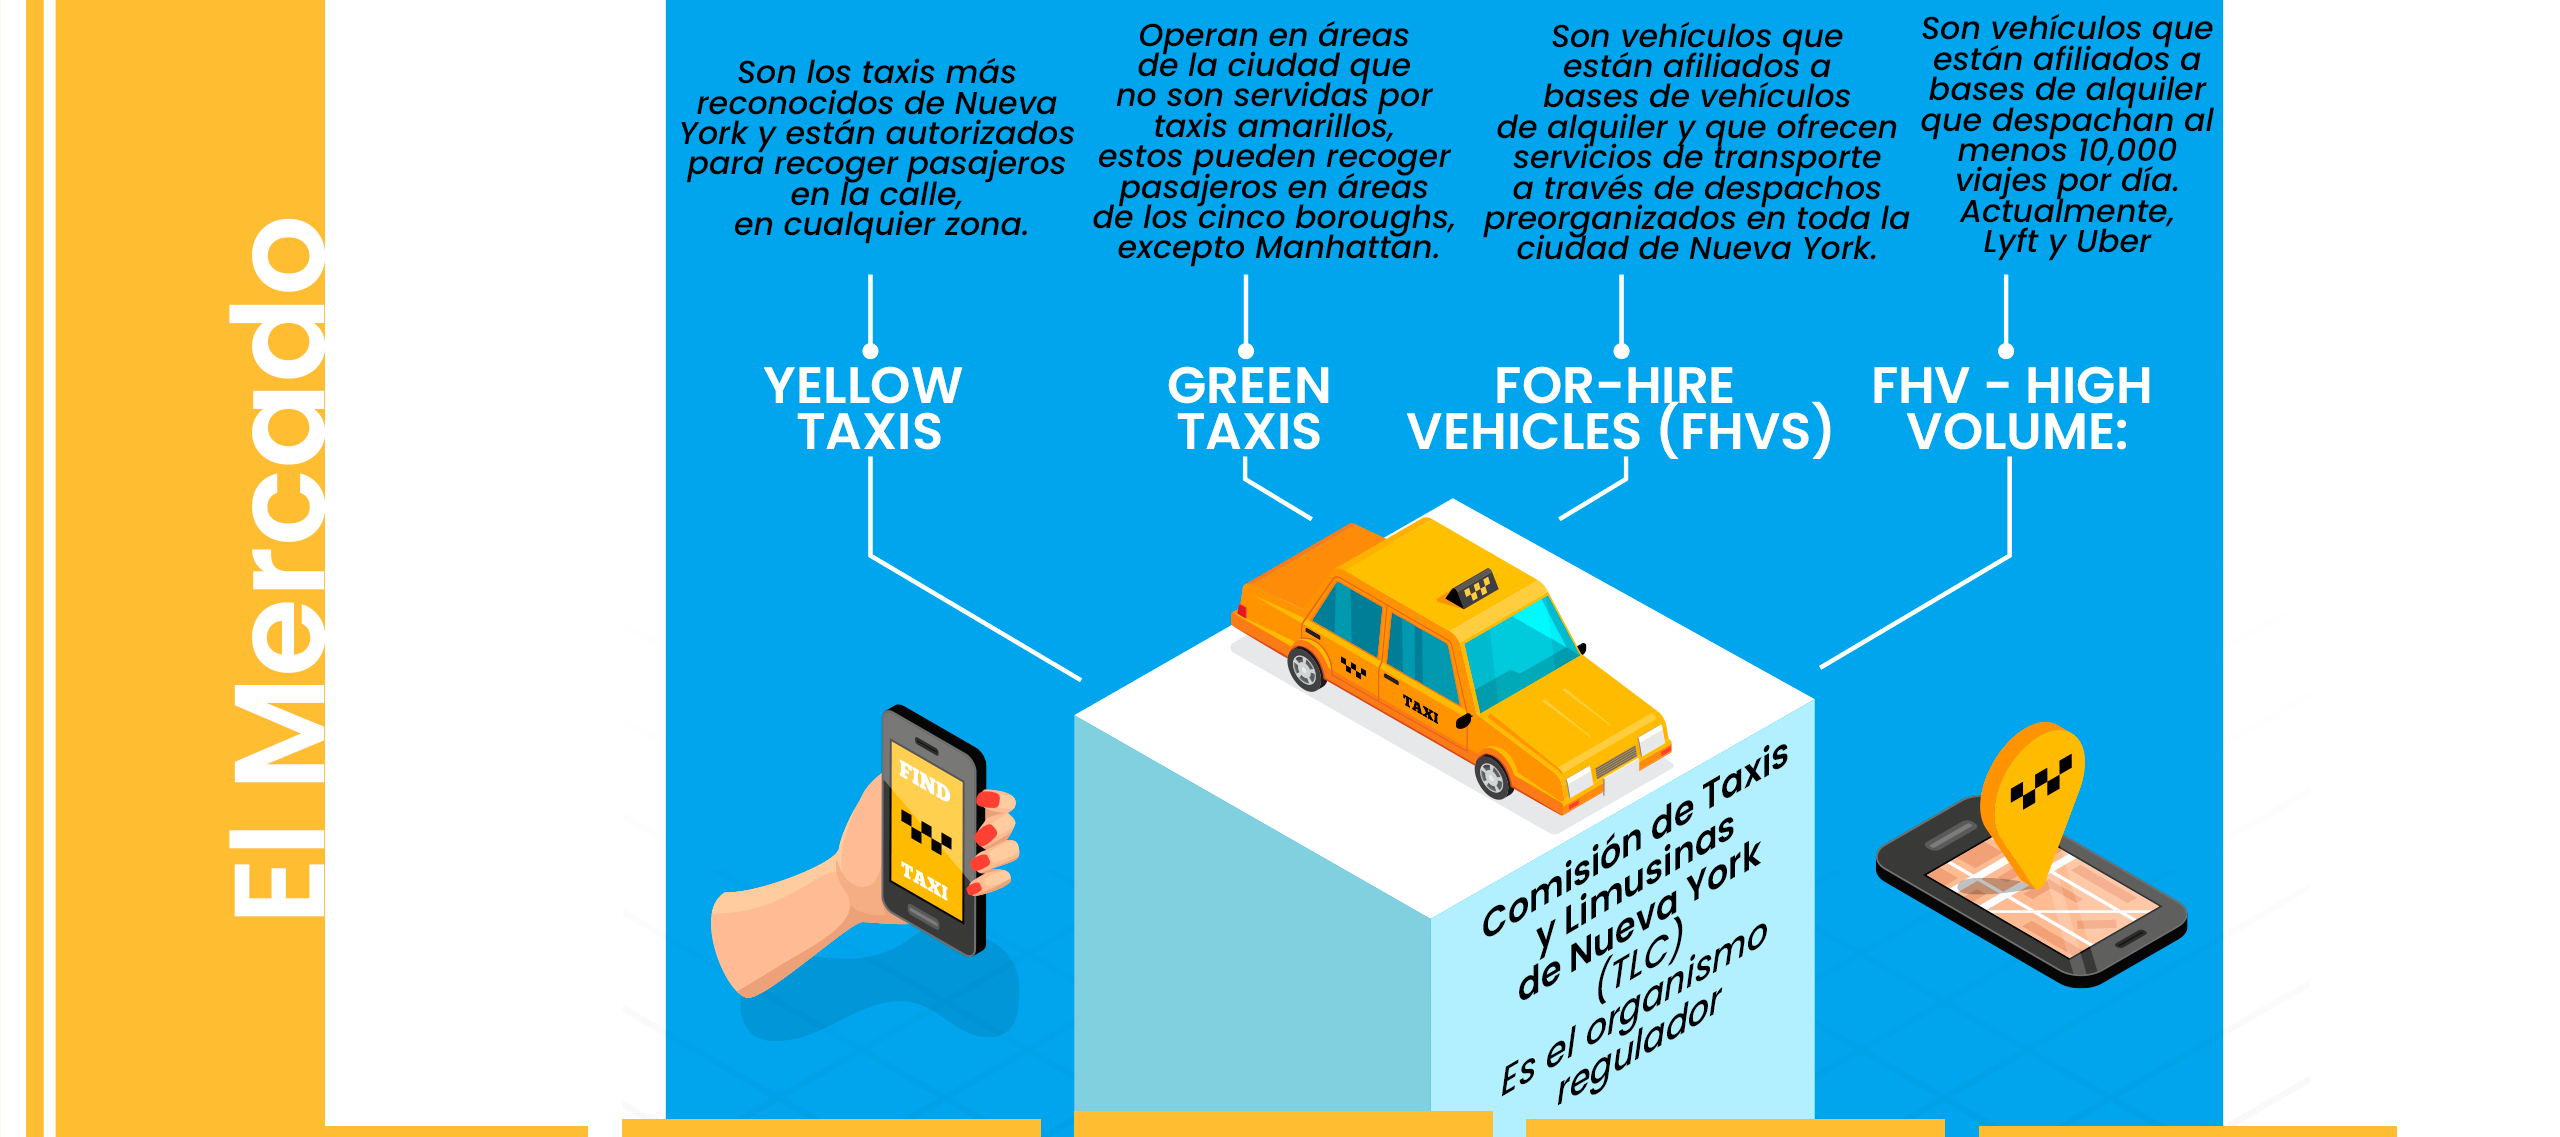 El Mercado
Son los taxis más
reconocidos de Nueva
York y están autorizados
para recoger pasajeros
en la calle,
en cualquier zona.
YELLOW
TAXIS
Operan en áreas
de la ciudad que
no son servidas por
taxis amarillos,
estos pueden recoger
pasajeros en áreas
de los cinco boroughs,
excepto Manhattan.
GREEN
TAXIS
Son vehículos que
están afiliados a
bases de vehículos
de alquiler y que ofrecen
servicios de transporte
a través de despachos
preorganizados en toda la
ciudad de Nueva York.
FOR-HIRE
VEHICLES (FHVS)
Son vehículos que
están afiliados a
bases de alquiler
que despachan al
menos 10,000
viajes por día.
Actualmente,
Lyft y Uber
FHV - HIGH
VOLUME:
TAXI
FIND
TAXI
Comisión de Taxis
y Limusinas
de Nueva York
(TLC)
Es el organismo
regulador